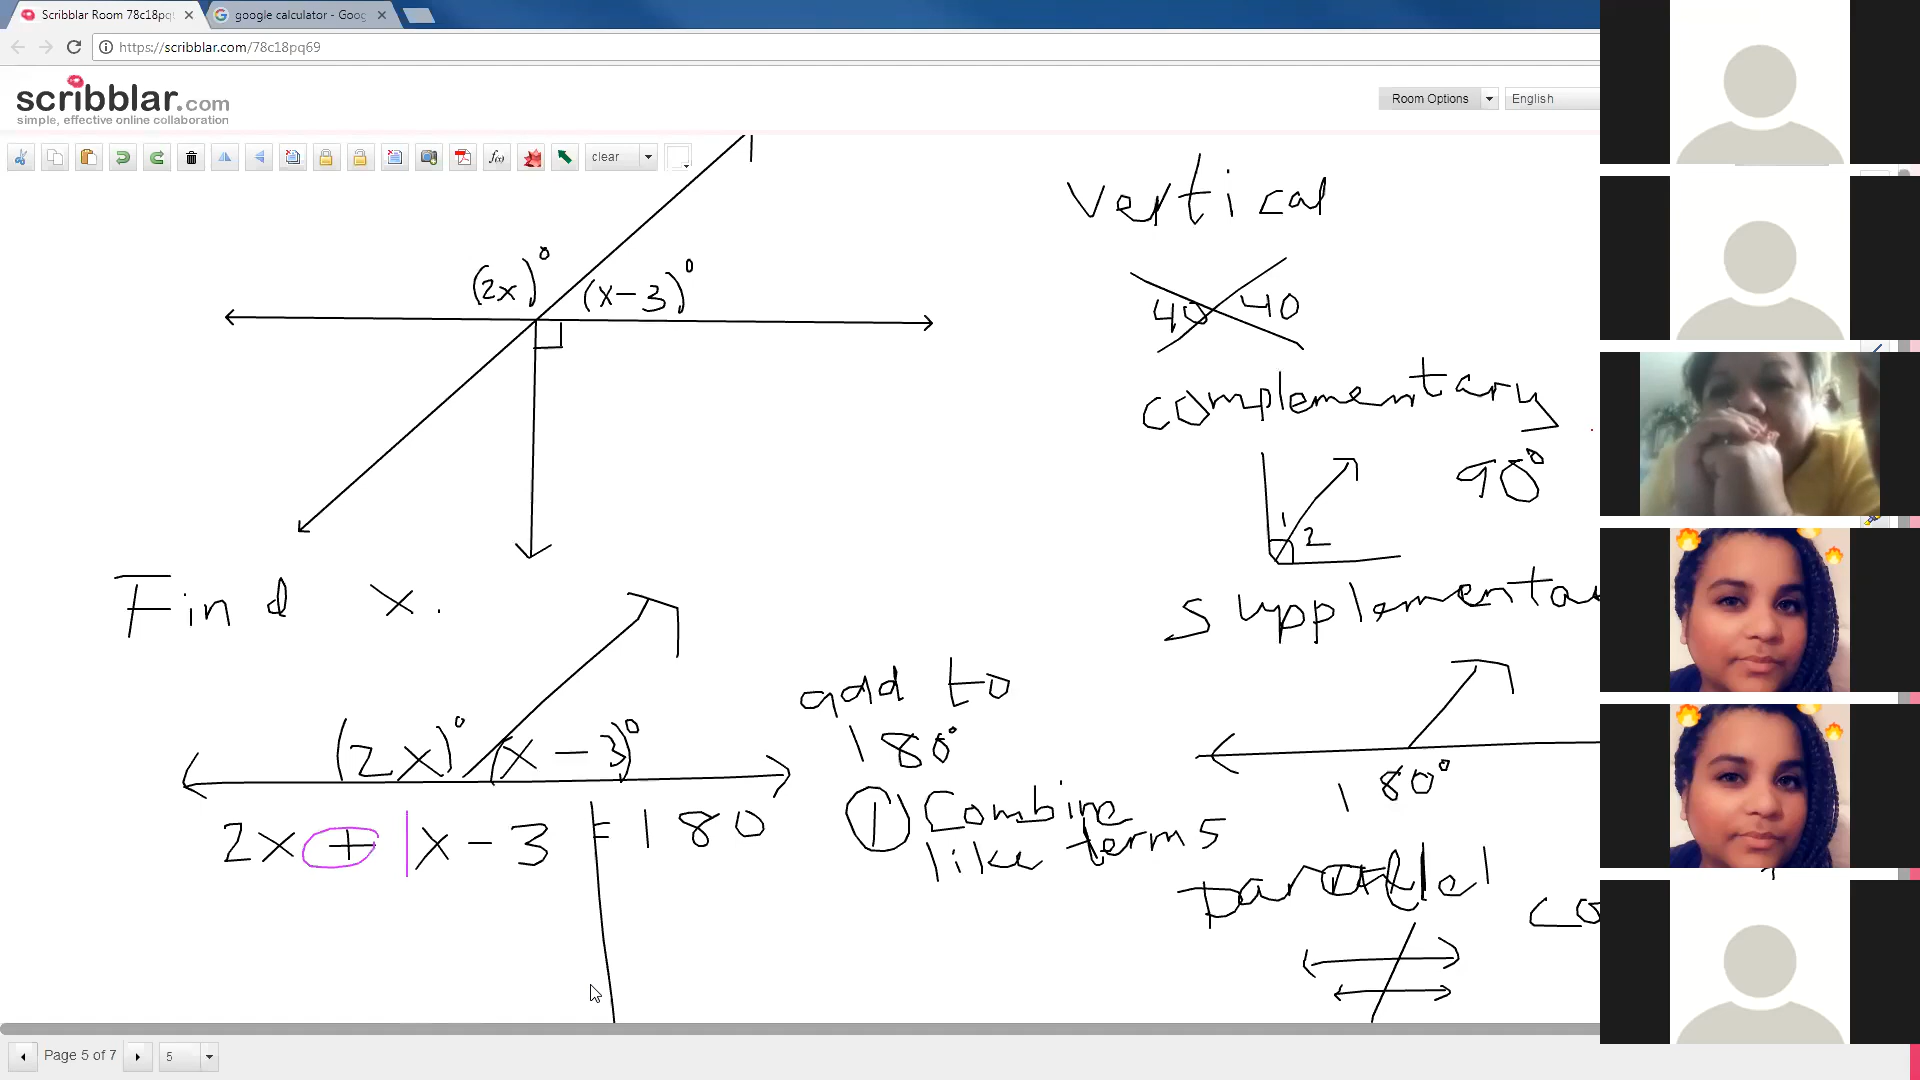 Scribblar Room 78c18pq
google calculator - Goog
https://scribblar.com/78c18pq69
scribblar.com
simple, effective online collaboration
Room Options
English
f(x)
clear
(2x)° (x-3)°
Find x.
(2x)° (x-3)°
2x + 1x - 3 = 180
add to
180°
① Combine
like terms
vertical
40 40
complementary
90°
1
2
supplementa
180°
parallel
co
Page 5 of 7
5